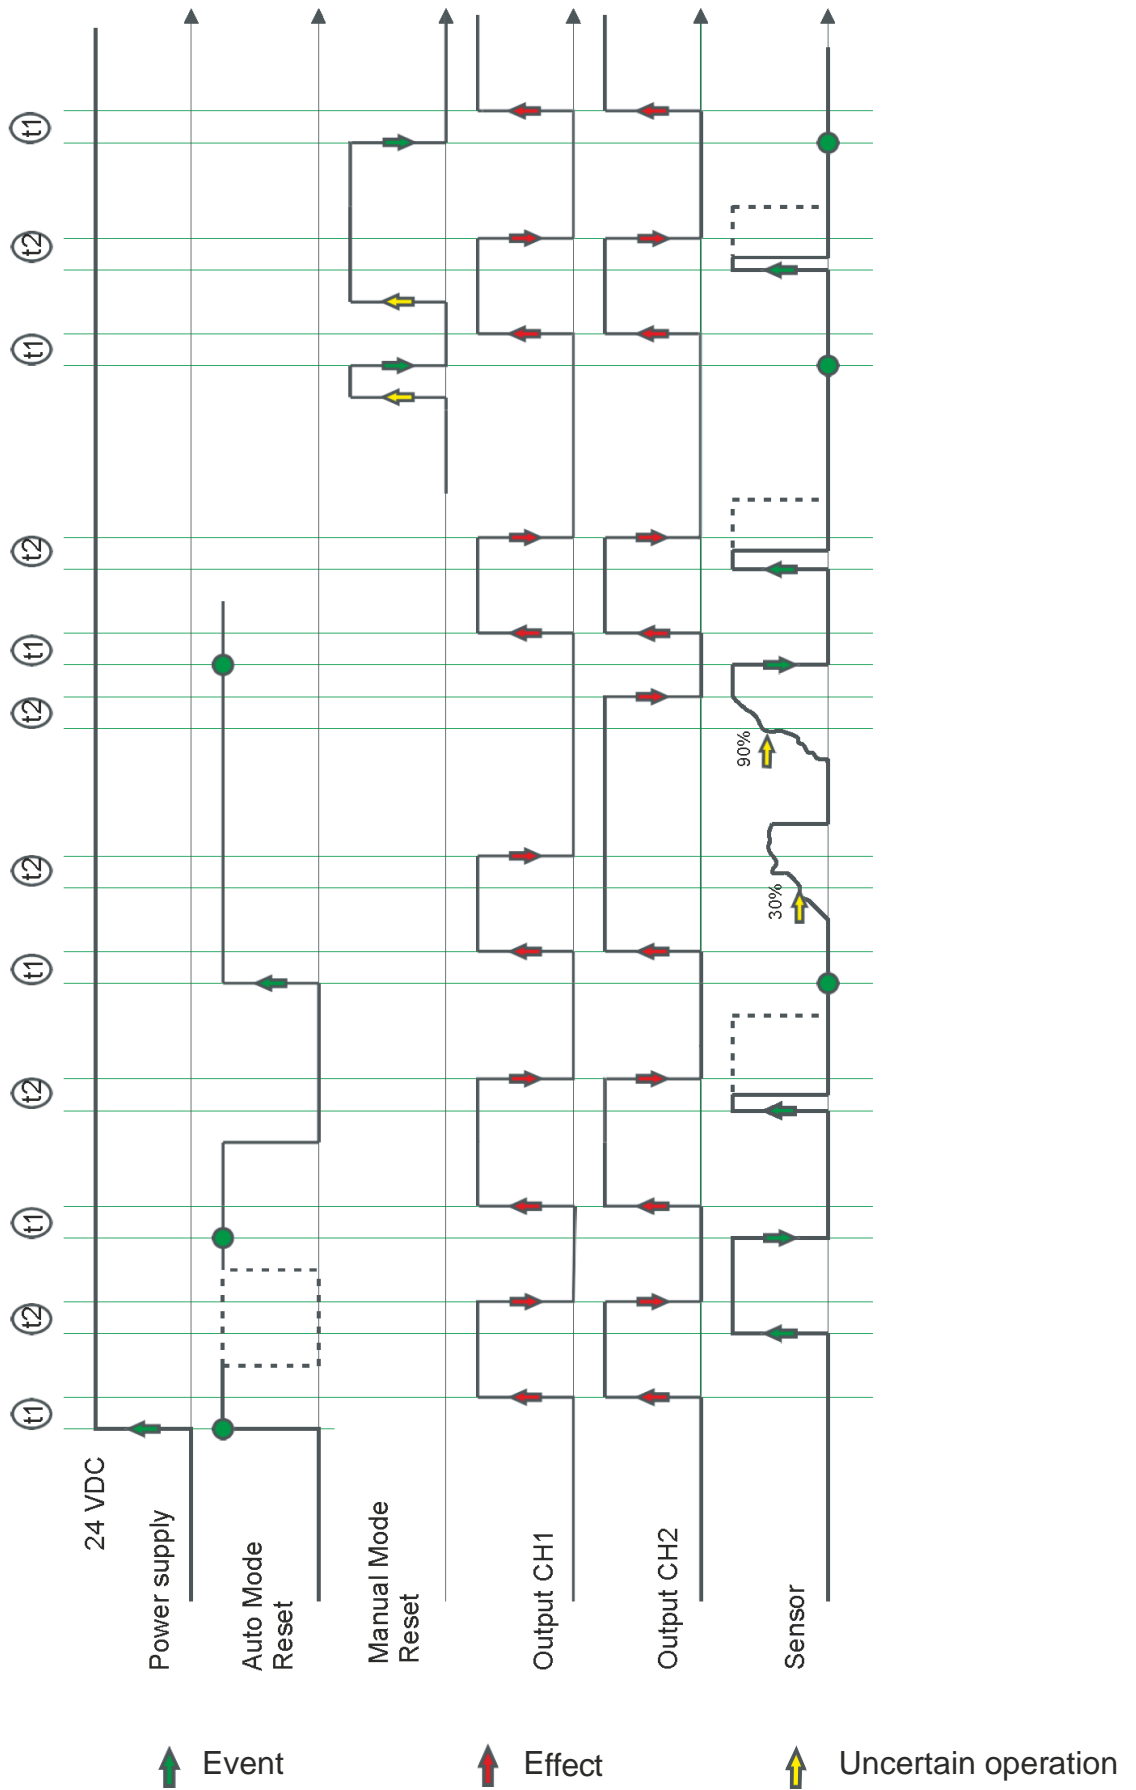 24 VDC
Power supply
Auto Mode
Reset
Manual Mode
Reset
Output CH1
Output CH2
Sensor
t1
t2
t1
t2
t1
t2
t2
t1
t2
t1
t2
t1
30%
90%
Event
Effect
Uncertain operation